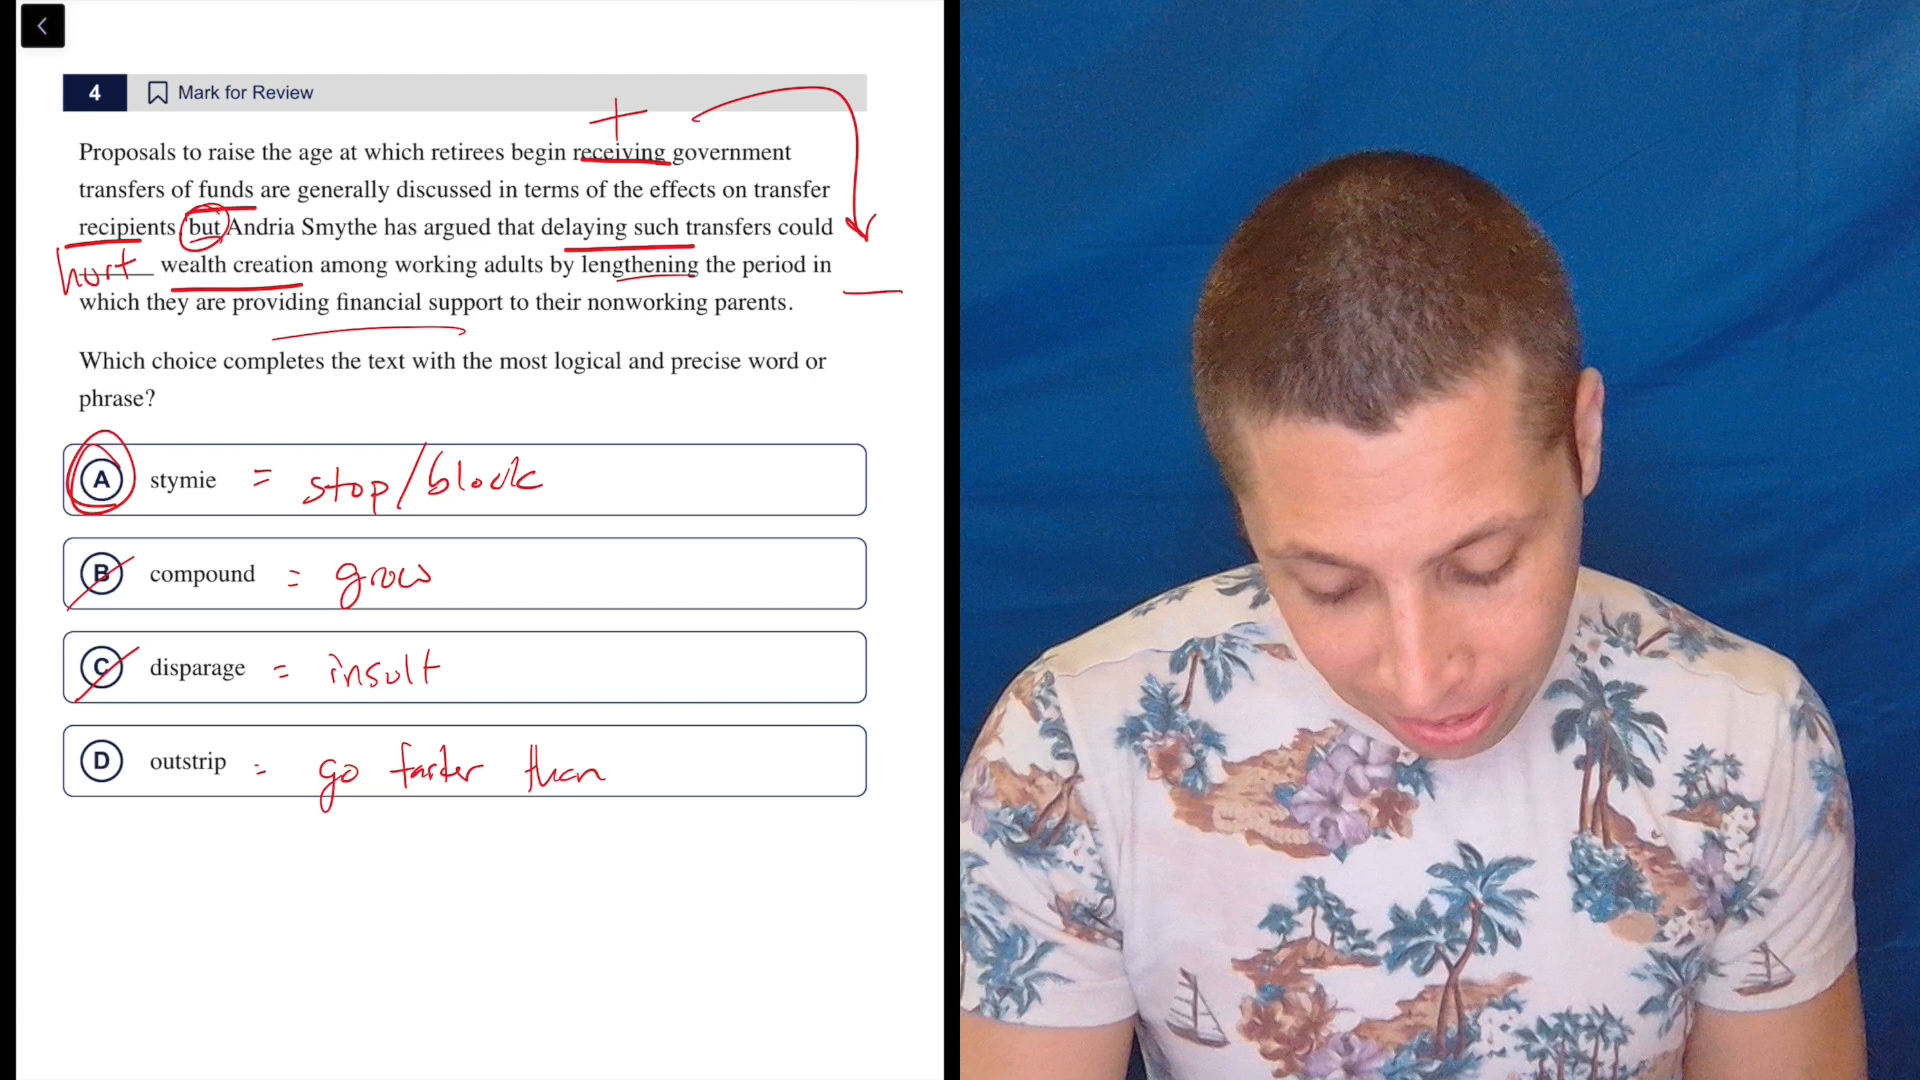 4 Mark for Review
+
Proposals to raise the age at which retirees begin receiving government
transfers of funds are generally discussed in terms of the effects on transfer
recipients but Andria Smythe has argued that delaying such transfers could
hurt ______ wealth creation among working adults by lengthening the period in
which they are providing financial support to their nonworking parents.
Which choice completes the text with the most logical and precise word or
phrase?
A stymie = stop/block
B compound = grow
C disparage = insult
D outstrip = go faster than